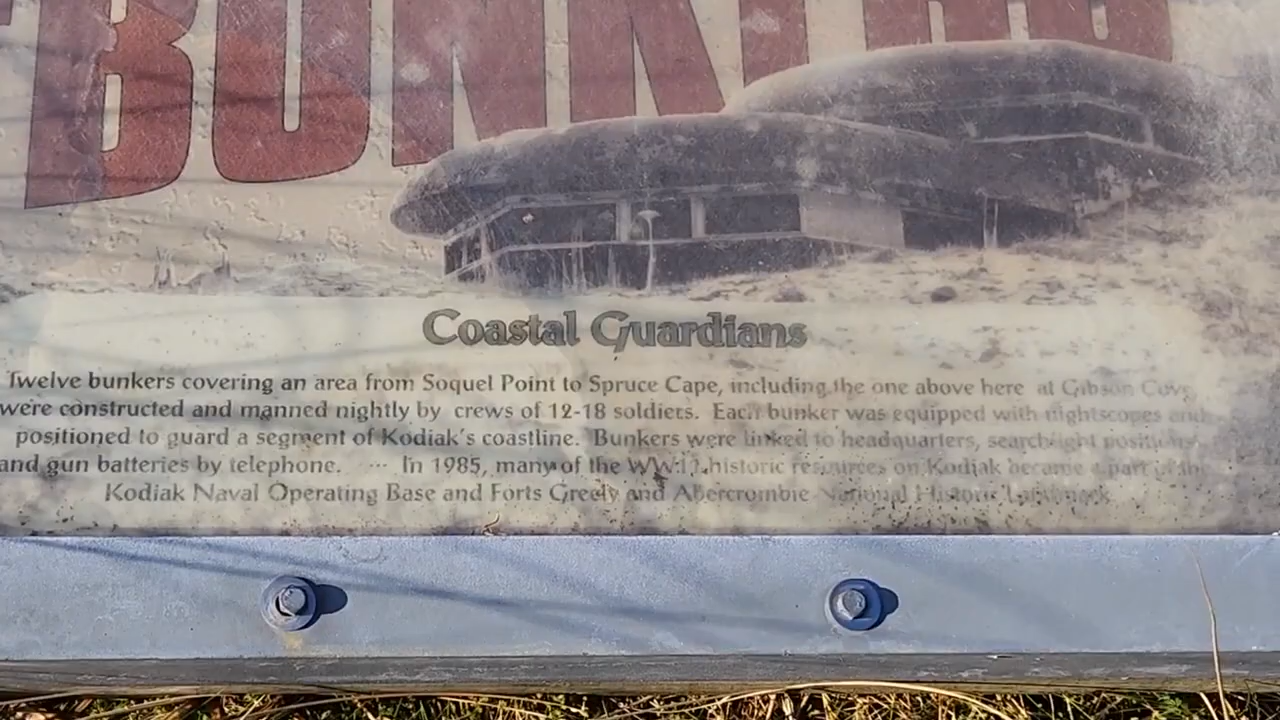 BUNKERS
Coastal Guardians
Twelve bunkers covering an area from Soquel Point to Spruce Cape, including the one above here at Gibson Cove
were constructed and manned nightly by crews of 12-18 soldiers. Each bunker was equipped with nightscopes and
positioned to guard a segment of Kodiak's coastline. Bunkers were linked to headquarters, searchlight positions,
and gun batteries by telephone. ... In 1985, many of the WW II historic resources on Kodiak became a part of the
Kodiak Naval Operating Base and Forts Greely and Abercrombie National Historic Landmark